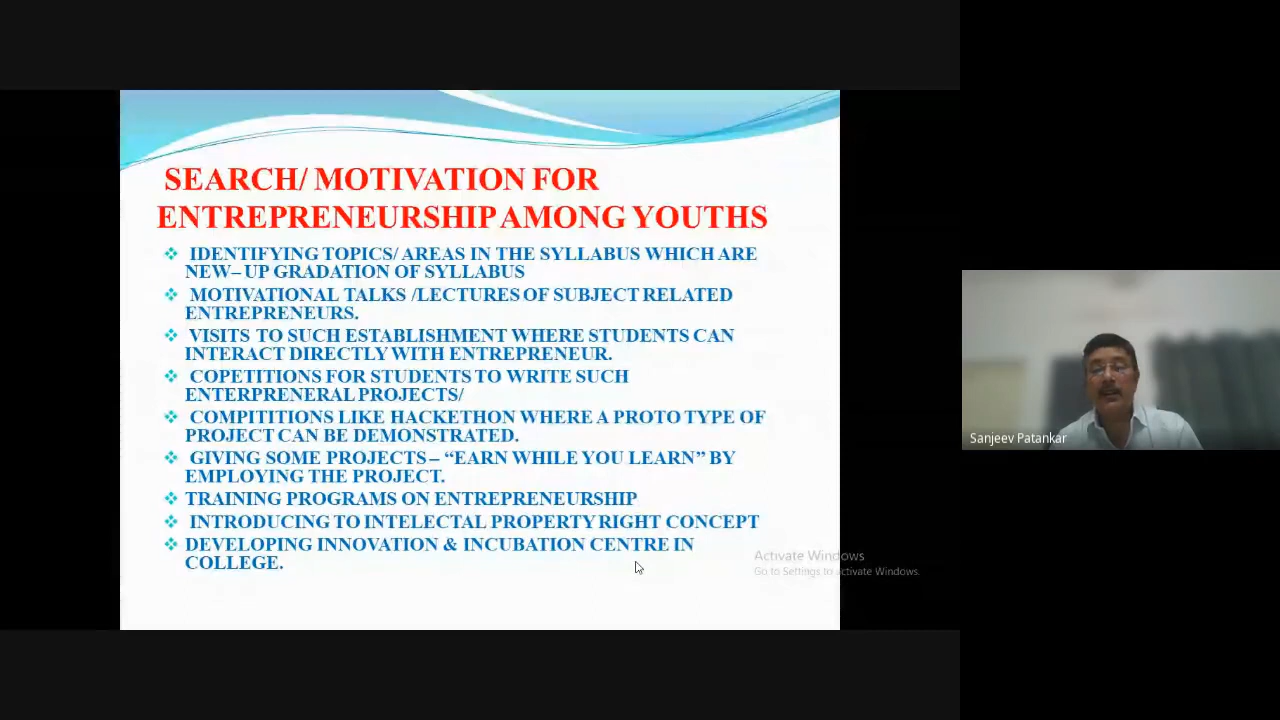 SEARCH/ MOTIVATION FOR
ENTREPRENEURSHIP AMONG YOUTHS
IDENTIFYING TOPICS/ AREAS IN THE SYLLABUS WHICH ARE
NEW– UP GRADATION OF SYLLABUS
MOTIVATIONAL TALKS /LECTURES OF SUBJECT RELATED
ENTREPRENEURS.
VISITS TO SUCH ESTABLISHMENT WHERE STUDENTS CAN
INTERACT DIRECTLY WITH ENTREPRENEUR.
COPETITIONS FOR STUDENTS TO WRITE SUCH
ENTERPRENERAL PROJECTS/
COMPITITIONS LIKE HACKETHON WHERE A PROTO TYPE OF
PROJECT CAN BE DEMONSTRATED.
GIVING SOME PROJECTS – “EARN WHILE YOU LEARN” BY
EMPLOYING THE PROJECT.
TRAINING PROGRAMS ON ENTREPRENEURSHIP
INTRODUCING TO INTELECTAL PROPERTY RIGHT CONCEPT
DEVELOPING INNOVATION & INCUBATION CENTRE IN
COLLEGE.
Activate Windows
Go to Settings to activate Windows.
Sanjeev Patankar